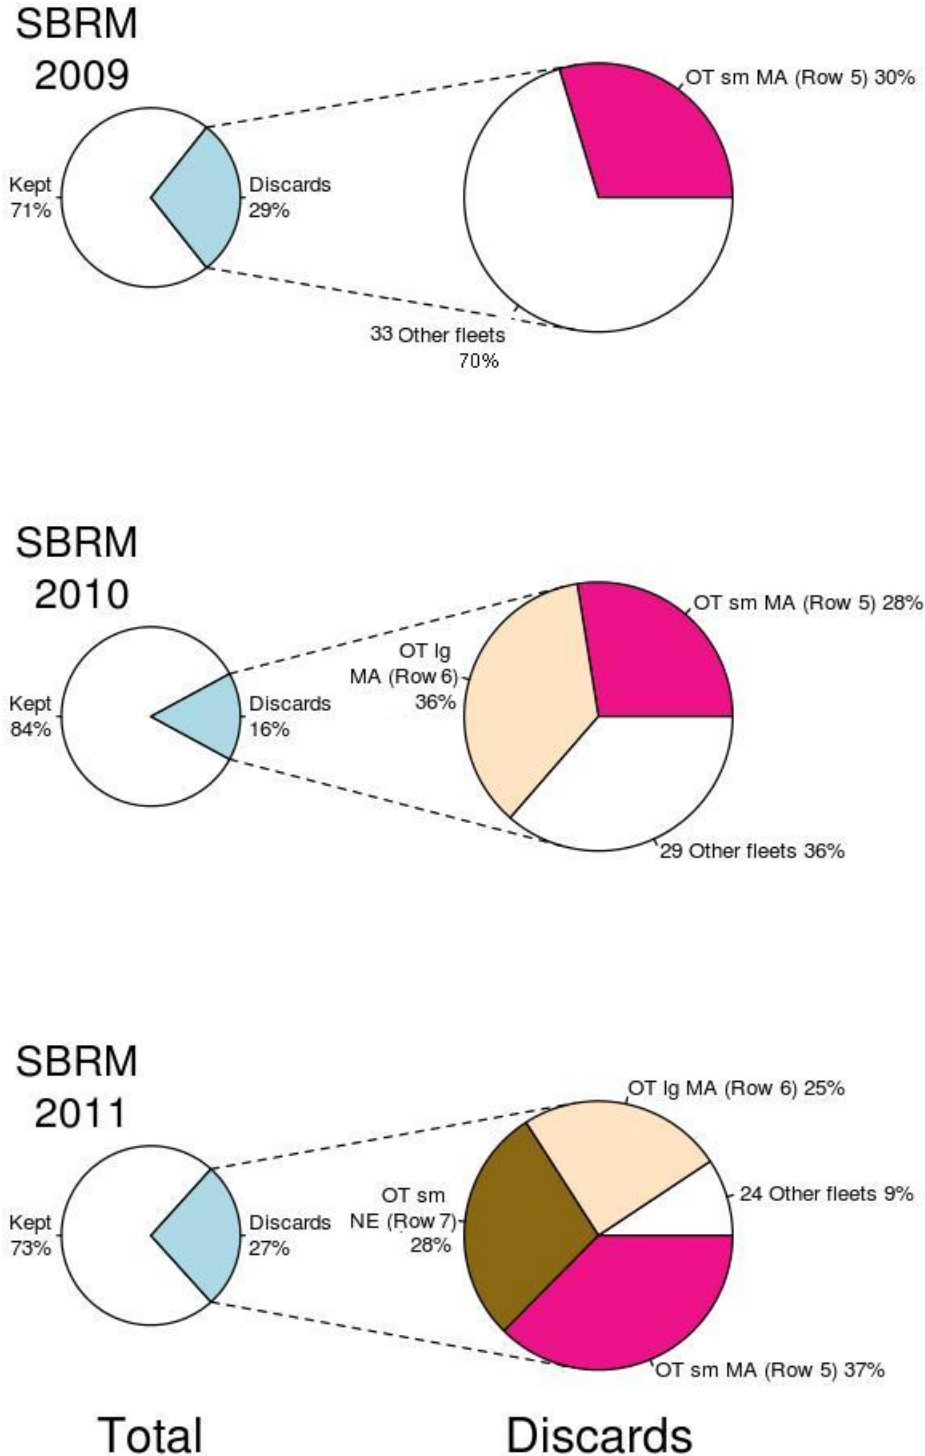 SBRM
2009
OT sm MA (Row 5) 30%
Kept
71%
Discards
29%
33 Other fleets
70%
SBRM
2010
OT sm MA (Row 5) 28%
OT lg
MA (Row 6)
36%
Kept
84%
Discards
16%
29 Other fleets 36%
SBRM
2011
OT lg MA (Row 6) 25%
24 Other fleets 9%
OT sm
NE (Row 7)
28%
Kept
73%
Discards
27%
OT sm MA (Row 5) 37%
Total
Discards